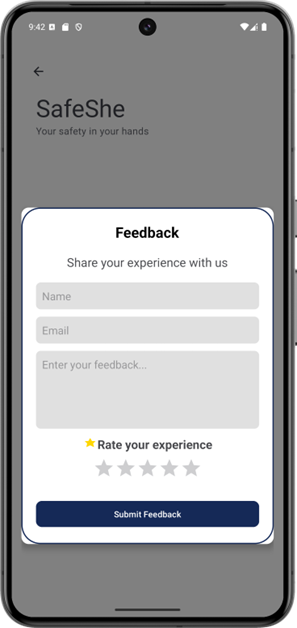 9:42
SafeShe
Your safety in your hands
Feedback
Share your experience with us
Name
Email
Enter your feedback...
Rate your experience
Submit Feedback